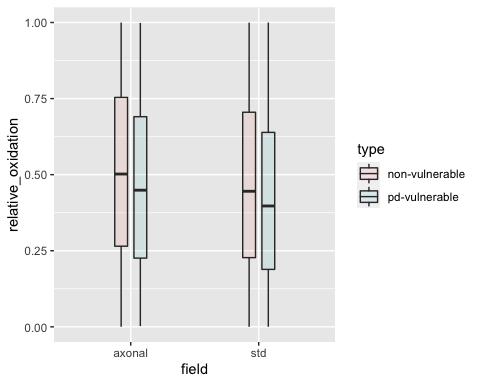 1.00
0.75
0.50
0.25
0.00
relative_oxidation
axonal std
field
type
non-vulnerable
pd-vulnerable